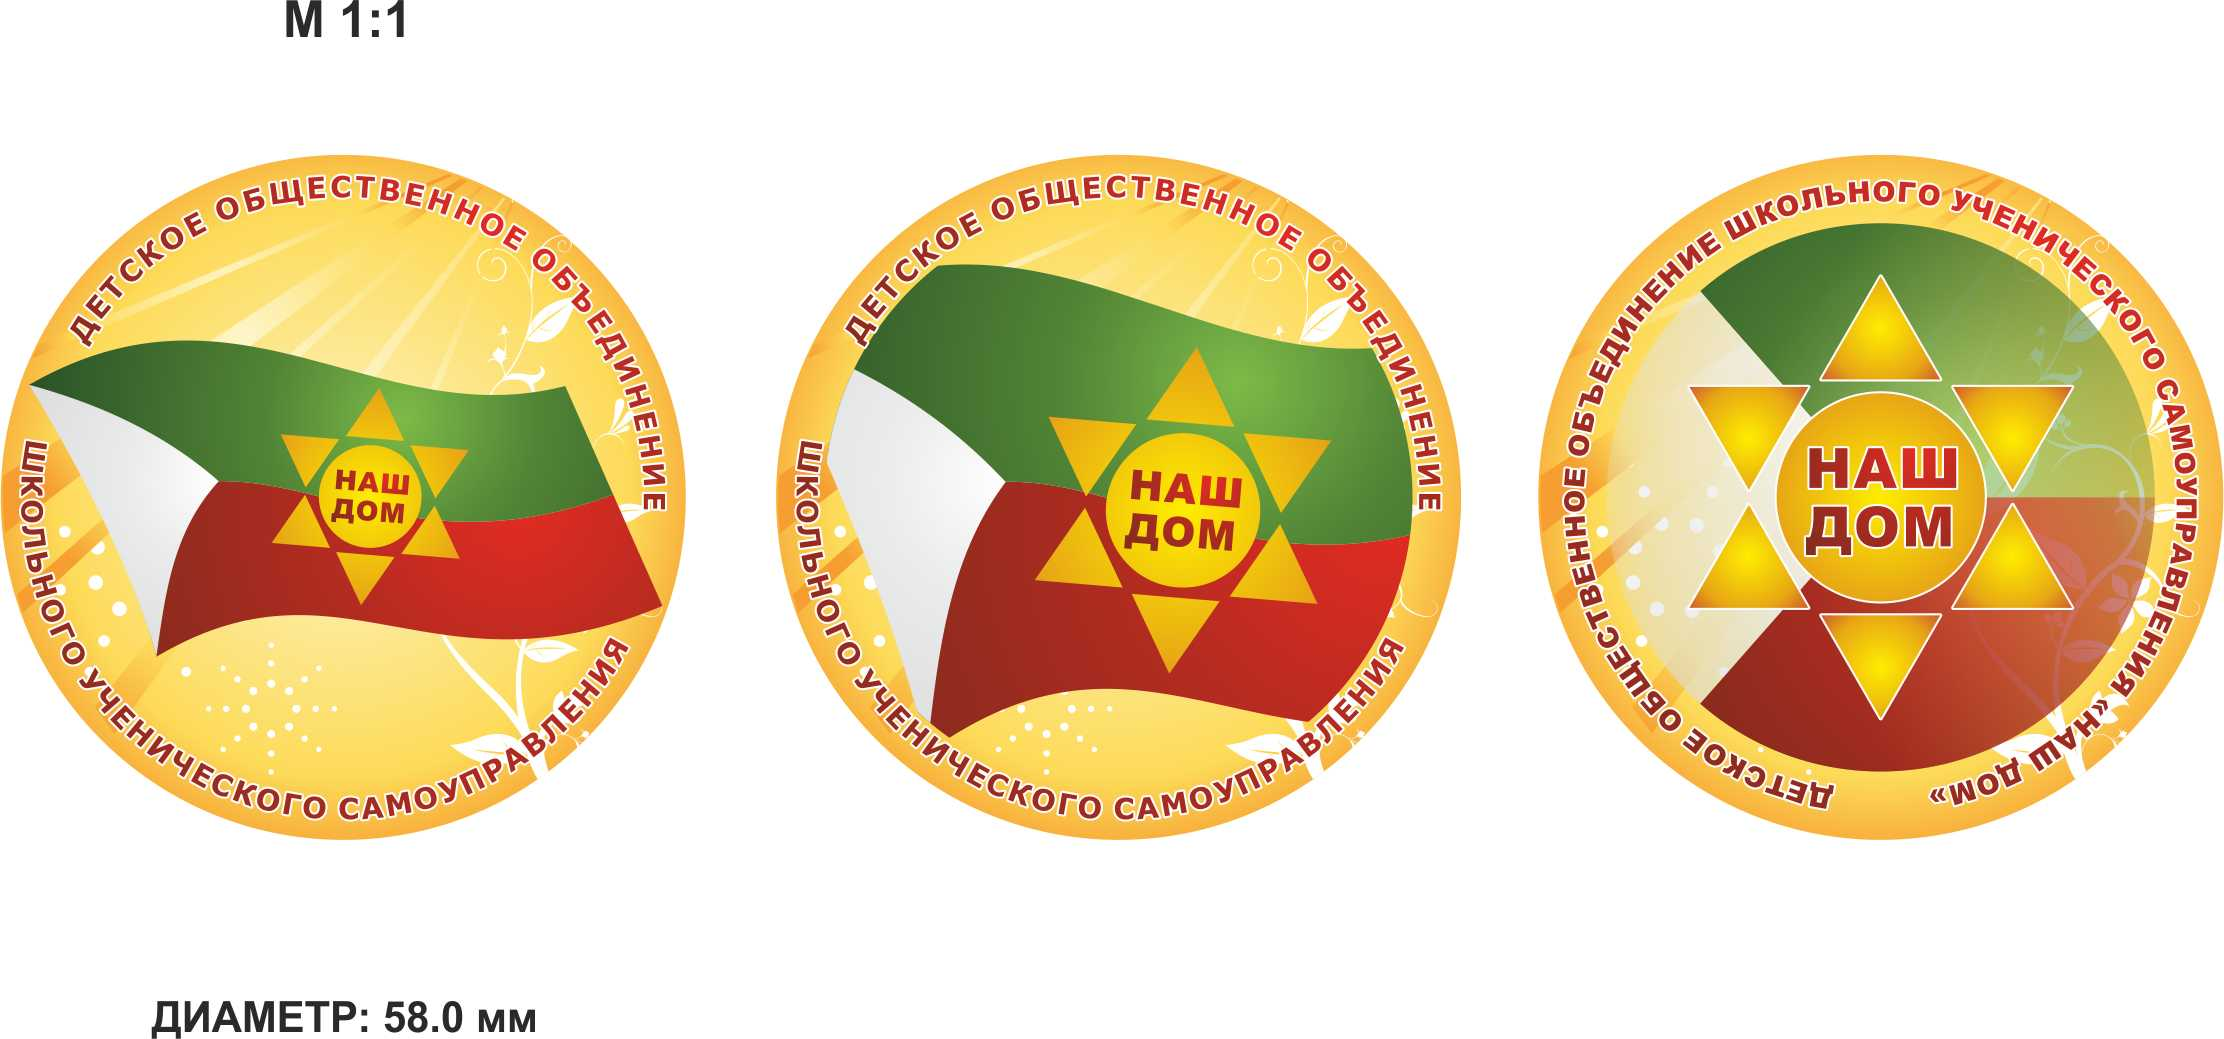 М 1:1
ДЕТСКОЕ ОБЩЕСТВЕННОЕ ОБЪЕДИНЕНИЕ
ШКОЛЬНОГО УЧЕНИЧЕСКОГО САМОУПРАВЛЕНИЯ
НАШ
ДОМ
ДЕТСКОЕ ОБЩЕСТВЕННОЕ ОБЪЕДИНЕНИЕ
ШКОЛЬНОГО УЧЕНИЧЕСКОГО САМОУПРАВЛЕНИЯ
НАШ
ДОМ
ДЕТСКОЕ ОБЩЕСТВЕННОЕ ОБЪЕДИНЕНИЕ ШКОЛЬНОГО УЧЕНИЧЕСКОГО САМОУПРАВЛЕНИЯ «НАШ ДОМ»
НАШ
ДОМ
ДИАМЕТР: 58.0 мм